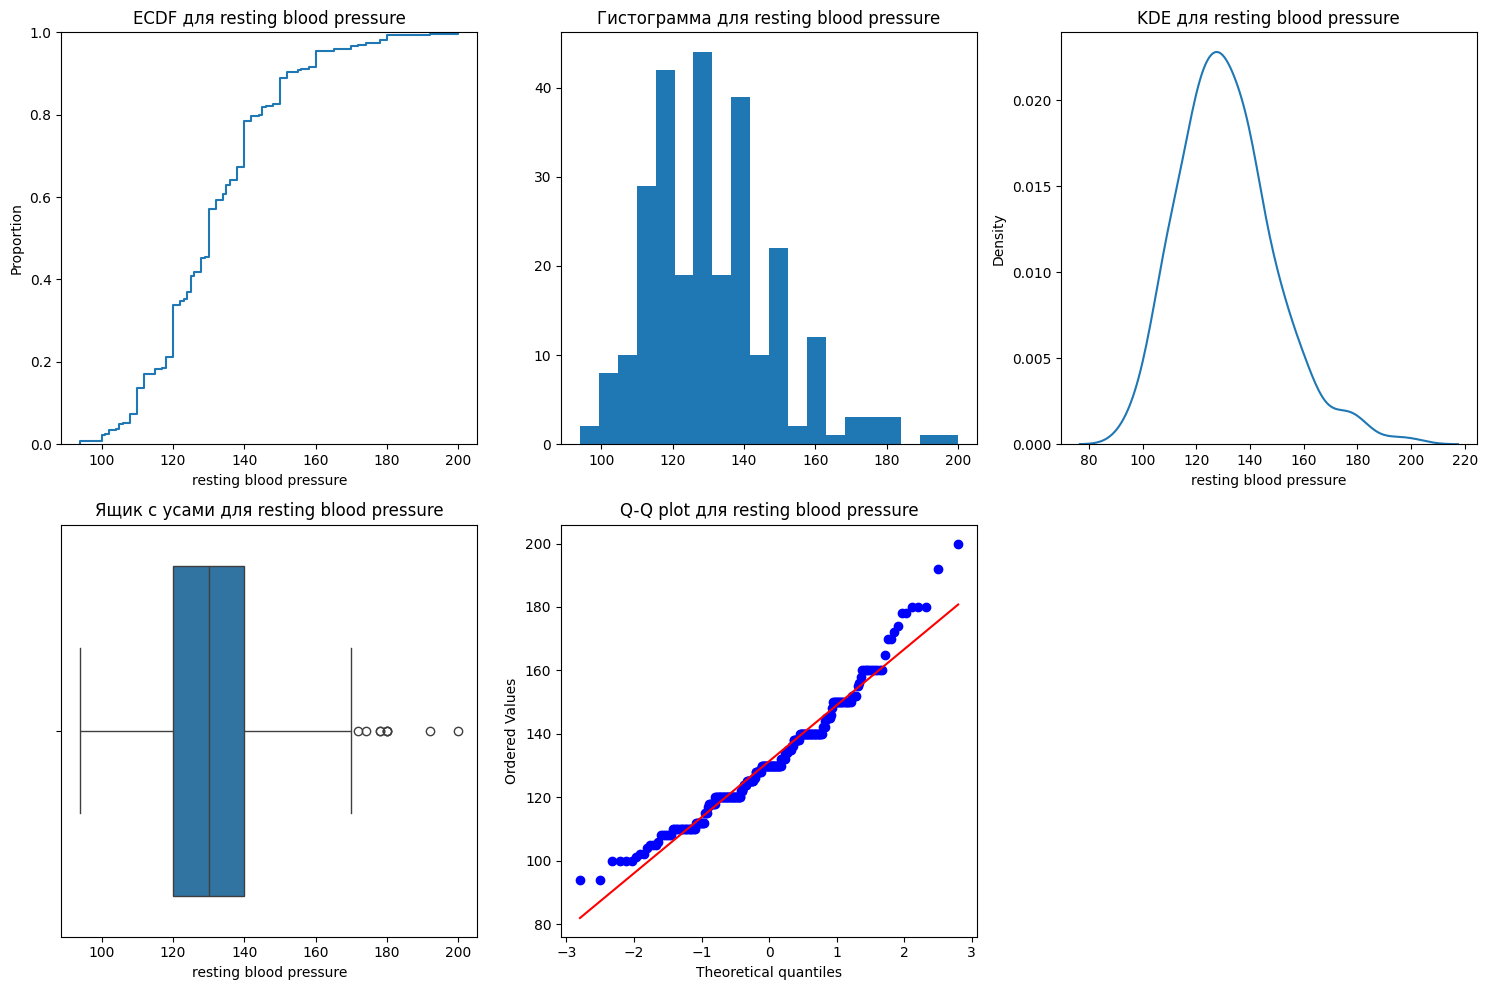 ECDF для resting blood pressure
1.0
0.8
0.6
0.4
0.2
0.0
Proportion
100 120 140 160 180 200
resting blood pressure
Гистограмма для resting blood pressure
40
30
20
10
0
100 120 140 160 180 200
KDE для resting blood pressure
0.020
0.015
0.010
0.005
0.000
Density
80 100 120 140 160 180 200 220
resting blood pressure
Ящик с усами для resting blood pressure
100 120 140 160 180 200
resting blood pressure
Q-Q plot для resting blood pressure
200
180
160
140
120
100
80
Ordered Values
−3 −2 −1 0 1 2 3
Theoretical quantiles